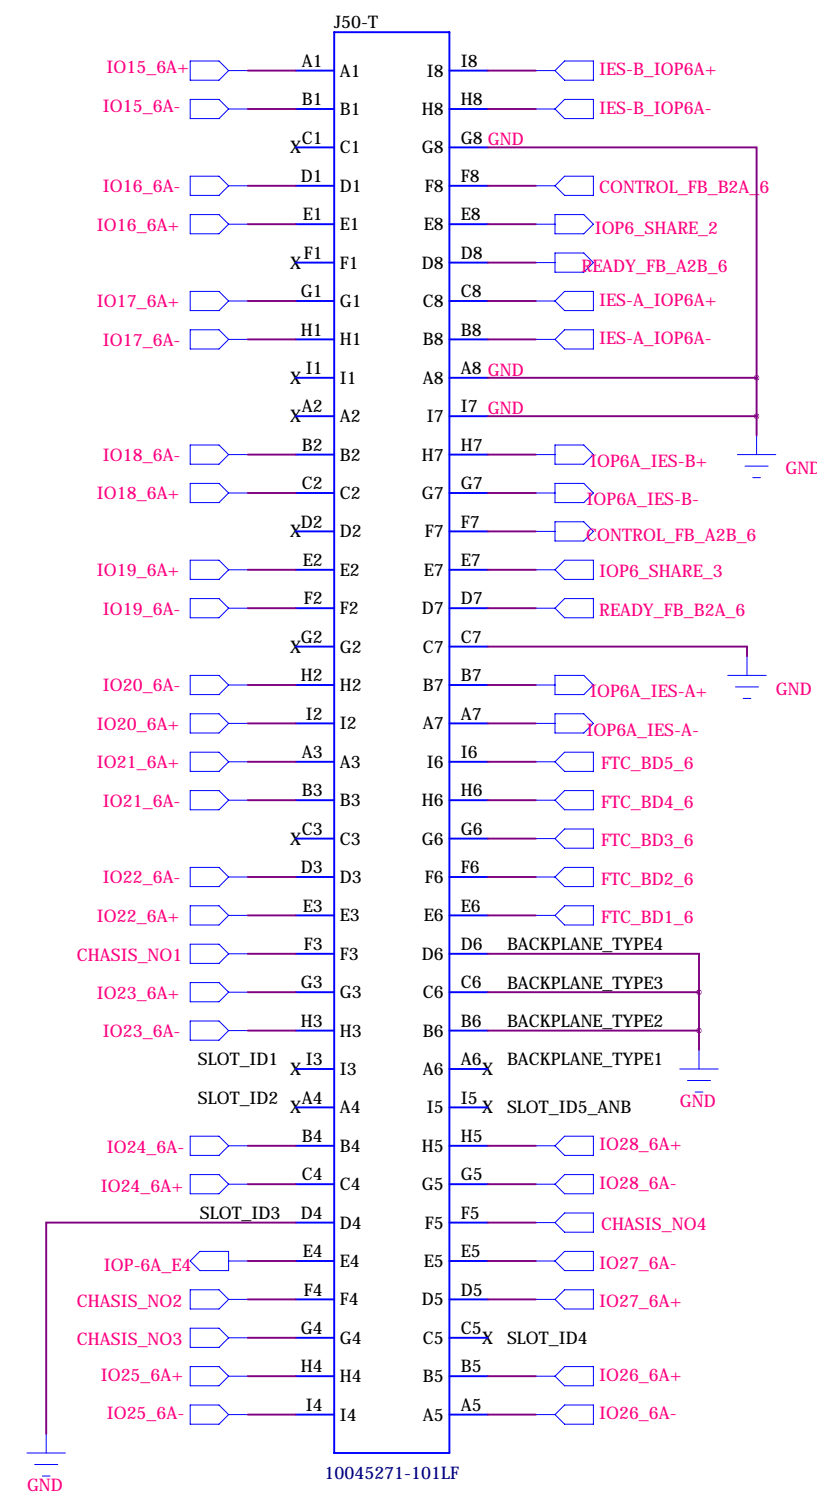 J50-T
IO15_6A+ A1 A1 I8 I8 IES-B_IOP6A+
IO15_6A- B1 B1 H8 H8 IES-B_IOP6A-
X C1 C1 G8 G8 GND
IO16_6A- D1 D1 F8 F8 CONTROL_FB_B2A_6
IO16_6A+ E1 E1 E8 E8 IOP6_SHARE_2
X F1 F1 D8 D8 READY_FB_A2B_6
IO17_6A+ G1 G1 C8 C8 IES-A_IOP6A+
IO17_6A- H1 H1 B8 B8 IES-A_IOP6A-
X I1 I1 A8 A8 GND
X A2 A2 I7 I7 GND
IO18_6A- B2 B2 H7 H7 IOP6A_IES-B+
GND
IO18_6A+ C2 C2 G7 G7 IOP6A_IES-B-
X D2 D2 F7 F7 CONTROL_FB_A2B_6
IO19_6A+ E2 E2 E7 E7 IOP6_SHARE_3
IO19_6A- F2 F2 D7 D7 READY_FB_B2A_6
X G2 G2 C7 C7
IO20_6A- H2 H2 B7 B7 IOP6A_IES-A+ GND
IO20_6A+ I2 I2 A7 A7 IOP6A_IES-A-
IO21_6A+ A3 A3 I6 I6 FTC_BD5_6
IO21_6A- B3 B3 H6 H6 FTC_BD4_6
X C3 C3 G6 G6 FTC_BD3_6
IO22_6A- D3 D3 F6 F6 FTC_BD2_6
IO22_6A+ E3 E3 E6 E6 FTC_BD1_6
CHASIS_NO1 F3 F3 D6 D6 BACKPLANE_TYPE4
IO23_6A+ G3 G3 C6 C6 BACKPLANE_TYPE3
IO23_6A- H3 H3 B6 B6 BACKPLANE_TYPE2
SLOT_ID1 X I3 I3 A6 A6 X BACKPLANE_TYPE1
GND
SLOT_ID2 X A4 A4 I5 I5 X SLOT_ID5_ANB
IO24_6A- B4 B4 H5 H5 IO28_6A+
IO24_6A+ C4 C4 G5 G5 IO28_6A-
SLOT_ID3 D4 D4 F5 F5 CHASIS_NO4
IOP-6A_E4 E4 E4 E5 E5 IO27_6A-
CHASIS_NO2 F4 F4 D5 D5 IO27_6A+
CHASIS_NO3 G4 G4 C5 C5 X SLOT_ID4
IO25_6A+ H4 H4 B5 B5 IO26_6A+
IO25_6A- I4 I4 A5 A5 IO26_6A-
10045271-101LF
GND